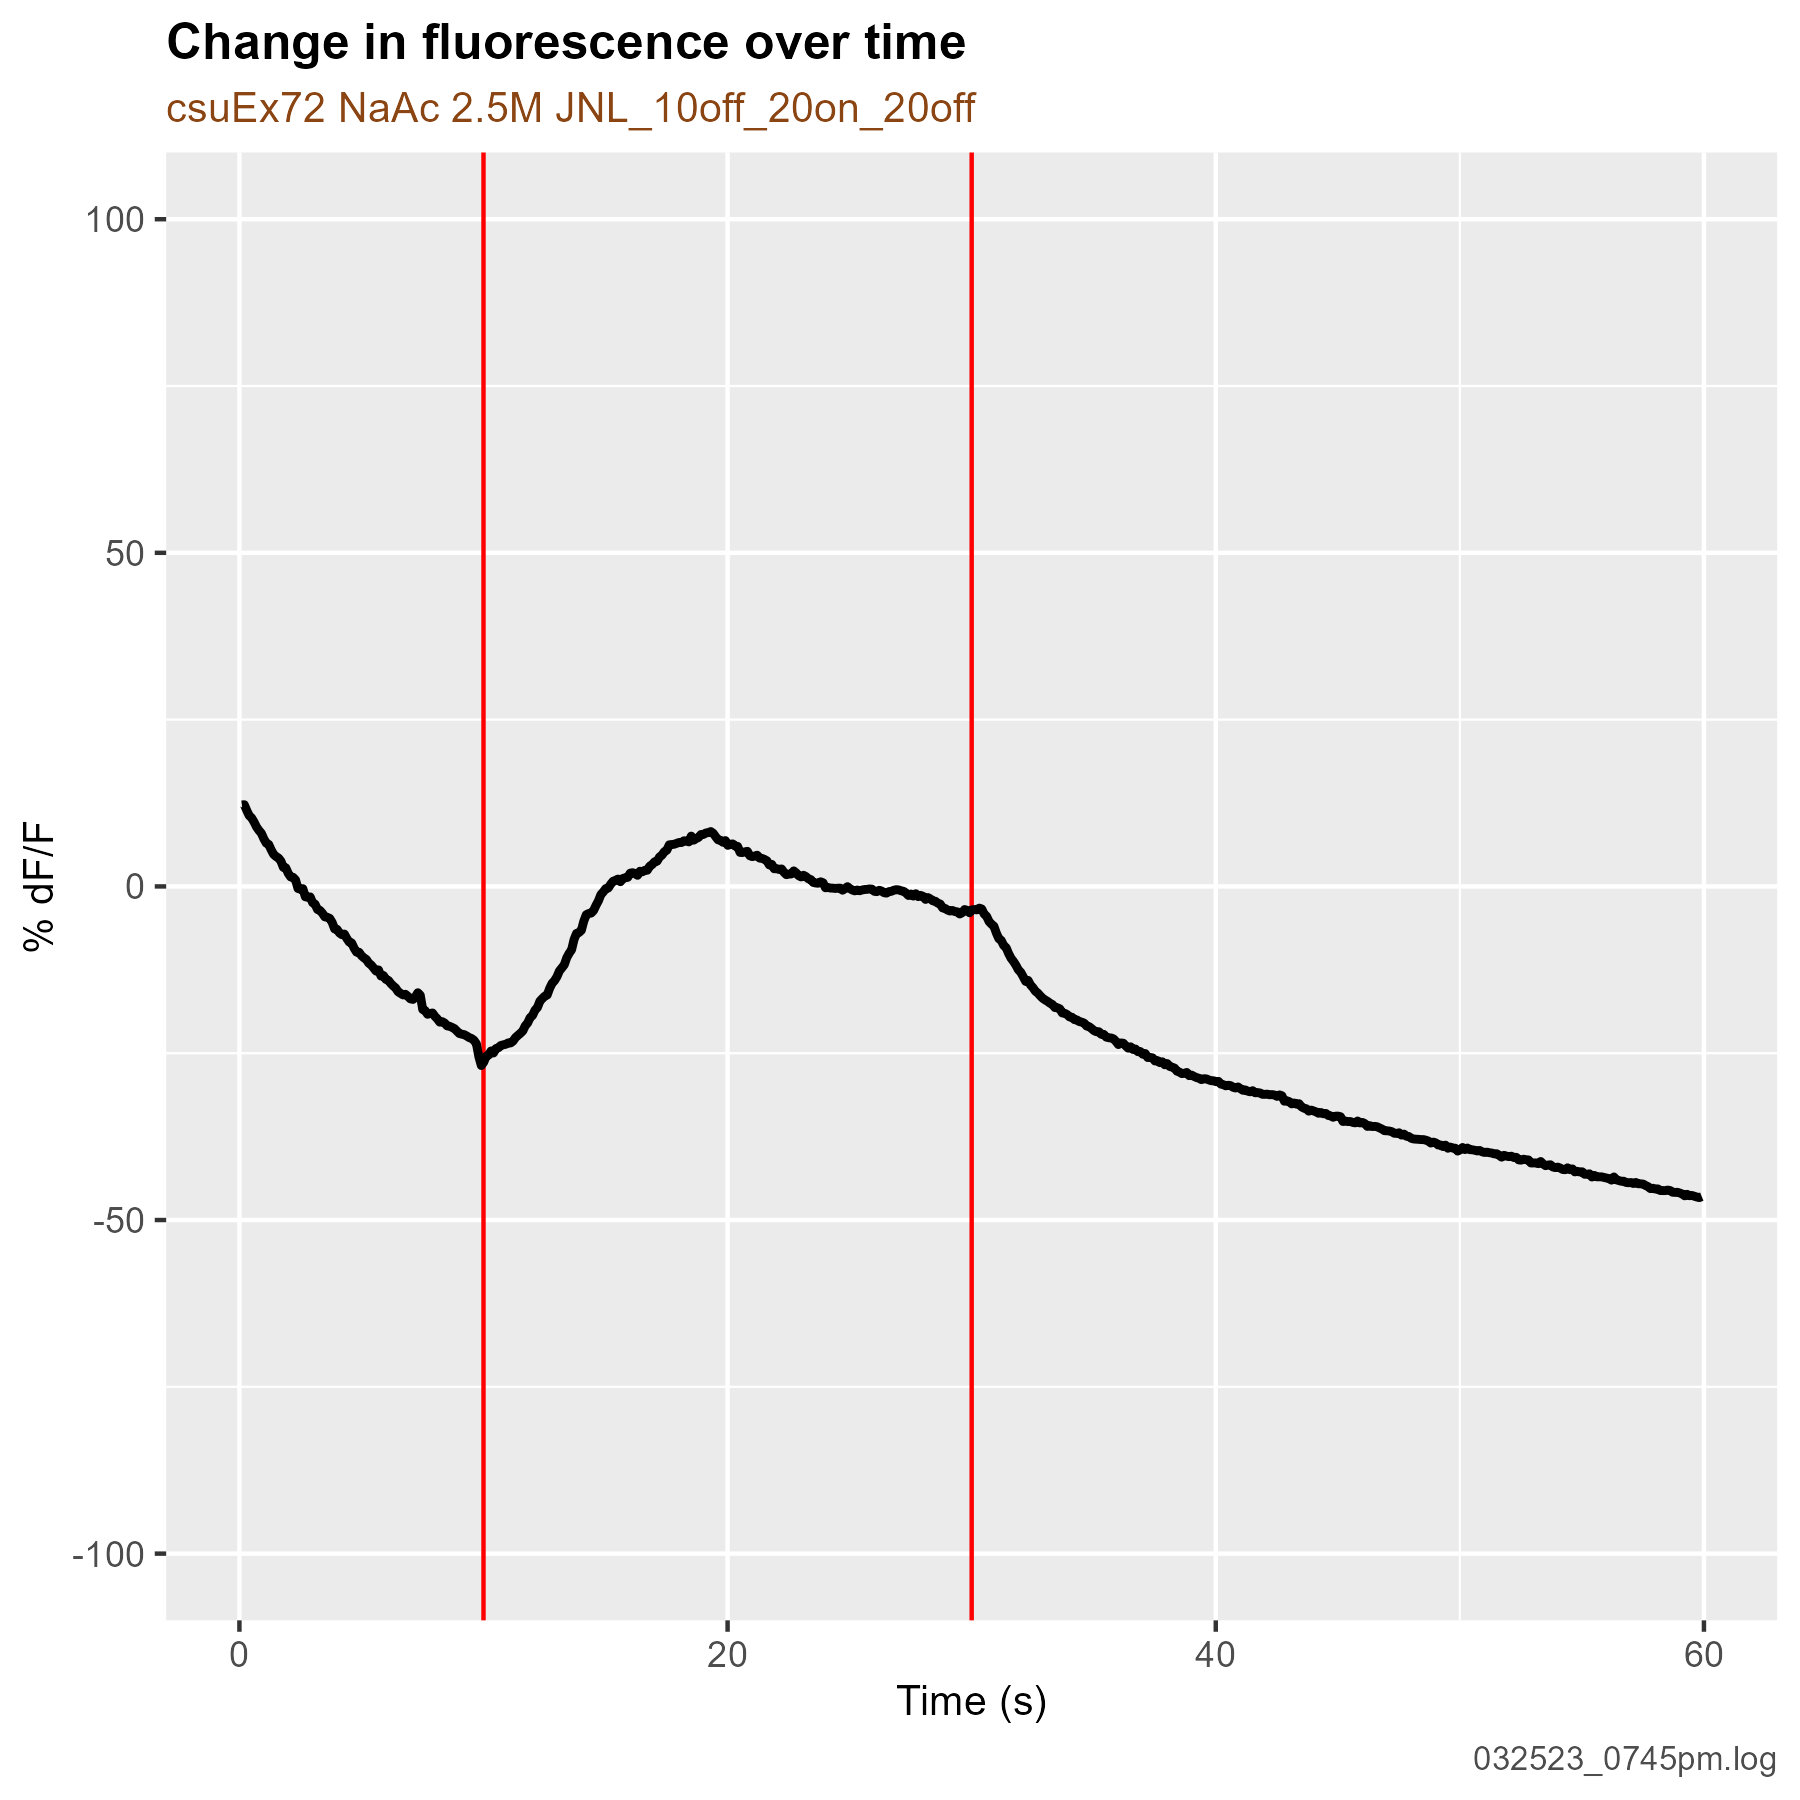 Change in fluorescence over time
csuEx72 NaAc 2.5M JNL_10off_20on_20off
100
50
0
-50
-100
% dF/F
0 20 40 60
Time (s)
032523_0745pm.log